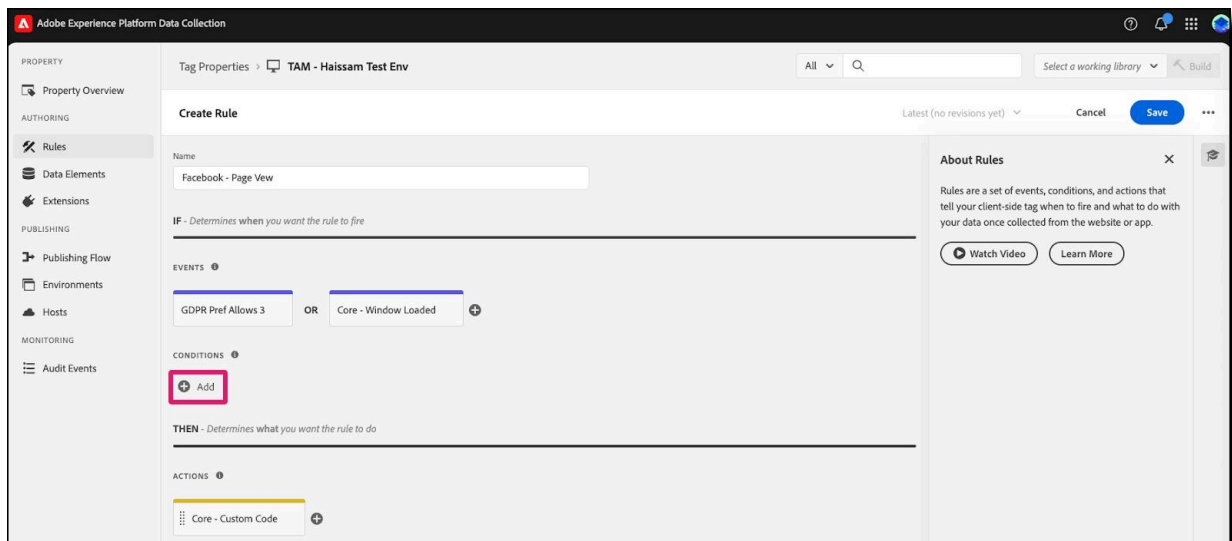 Adobe Experience Platform Data Collection
PROPERTY
Property Overview
AUTHORING
Rules
Data Elements
Extensions
PUBLISHING
Publishing Flow
Environments
Hosts
MONITORING
Audit Events
Tag Properties > TAM - Haissam Test Env
All
Select a working library
Build
Create Rule
Latest (no revisions yet)
Cancel
Save
Name
Facebook - Page Vew
IF - Determines when you want the rule to fire
EVENTS
GDPR Pref Allows 3 OR Core - Window Loaded
CONDITIONS
Add
THEN - Determines what you want the rule to do
ACTIONS
Core - Custom Code
About Rules
Rules are a set of events, conditions, and actions that
tell your client-side tag when to fire and what to do with
your data once collected from the website or app.
Watch Video
Learn More